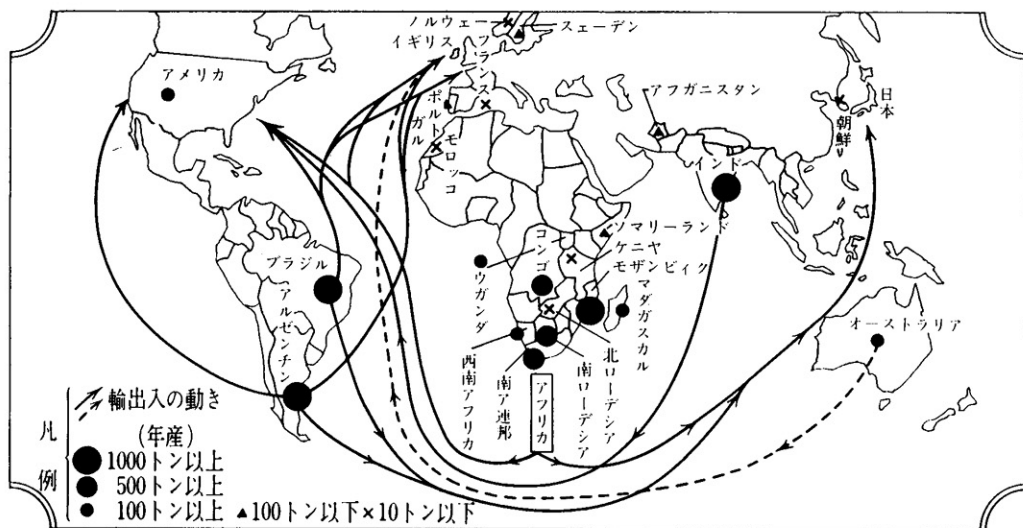 ノルウェー
スェーデン
イギリス
フランス
アメリカ
ポルトガル
モロッコ
アフガニスタン
日本
朝鮮
インド
ソマリーランド
ケニヤ
モザンビィク
コンゴ
ウガンダ
マダガスカル
ブラジル
アルゼンチン
オーストラリア
西南アフリカ
南ア連邦
アフリカ
南ローデシア
北ローデシア
凡例
輸出入の動き
(年産)
1000トン以上
500トン以上
100トン以上 ▲100トン以下×10トン以下